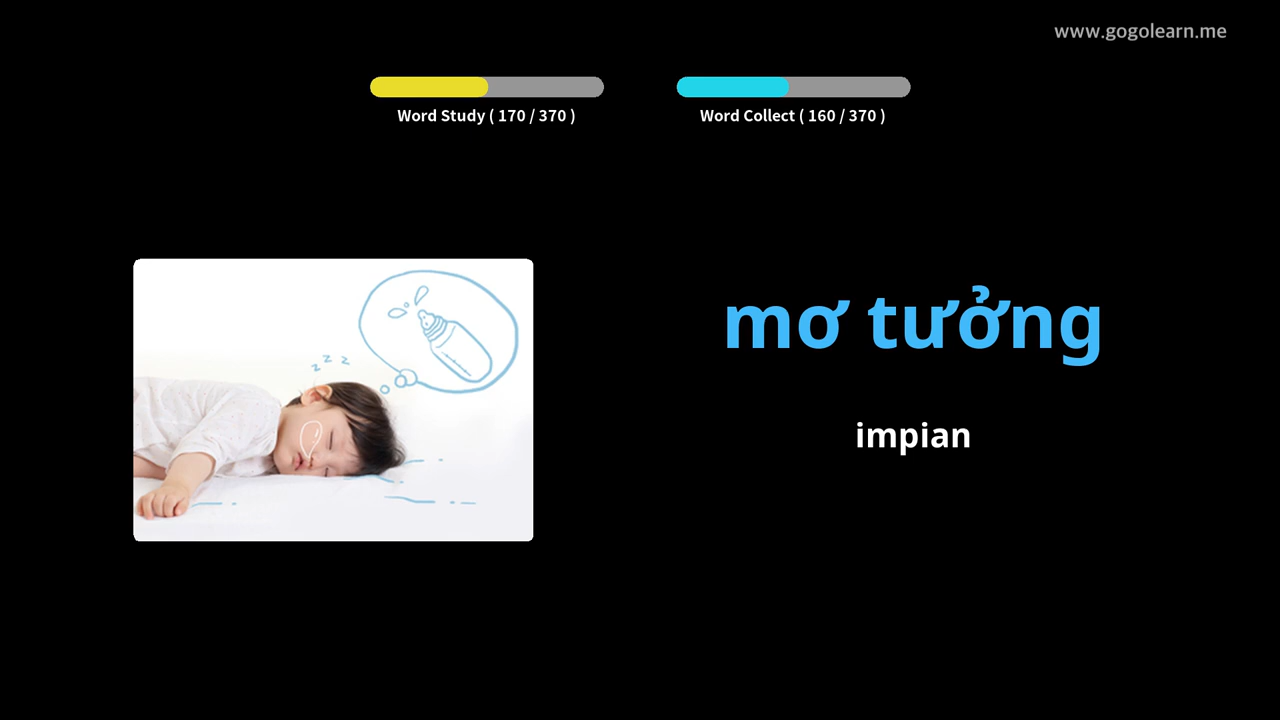 www.gogolearn.me
Word Study ( 170 / 370 )
Word Collect ( 160 / 370 )
z z z
mơ tưởng
impian